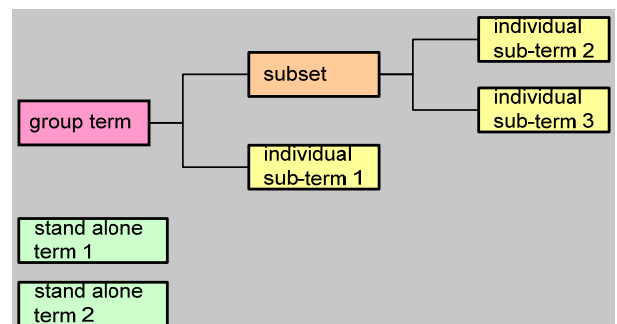 individual
sub-term 2
subset
individual
sub-term 3
group term
individual
sub-term 1
stand alone
term 1
stand alone
term 2